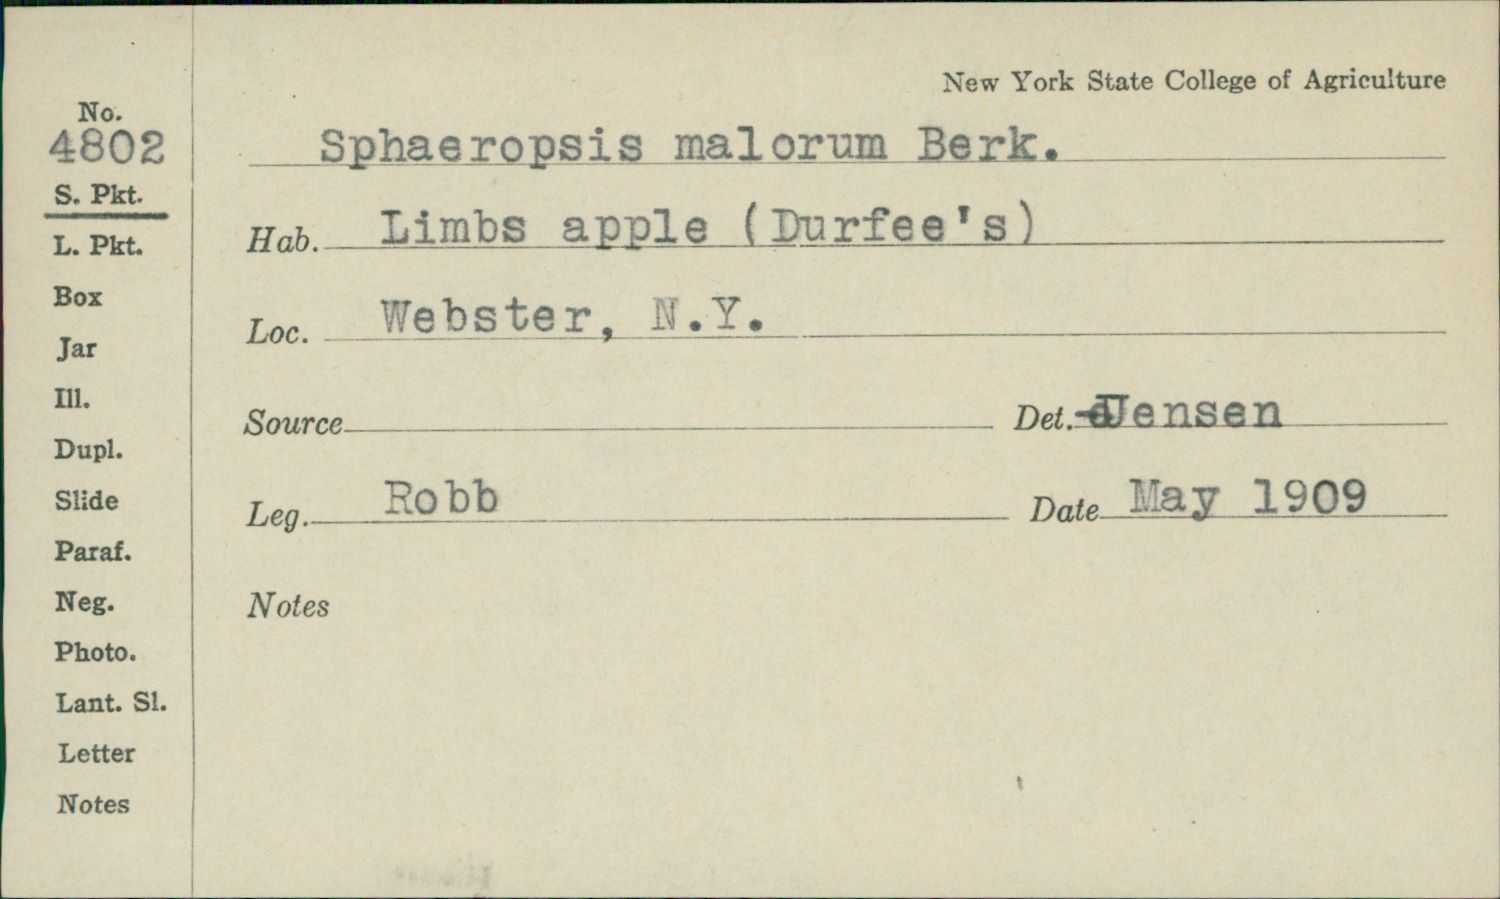 New York State College of Agriculture
No.
4802
S. Pkt.
L. Pkt.
Box
Jar
Ill.
Dupl.
Slide
Paraf.
Neg.
Photo.
Lant. Sl.
Letter
Notes
Sphaeropsis malorum Berk.
Hab. Limbs apple (Durfee's)
Loc. Webster, N.Y.
Source Det. Jensen
Leg. Robb Date May 1909
Notes